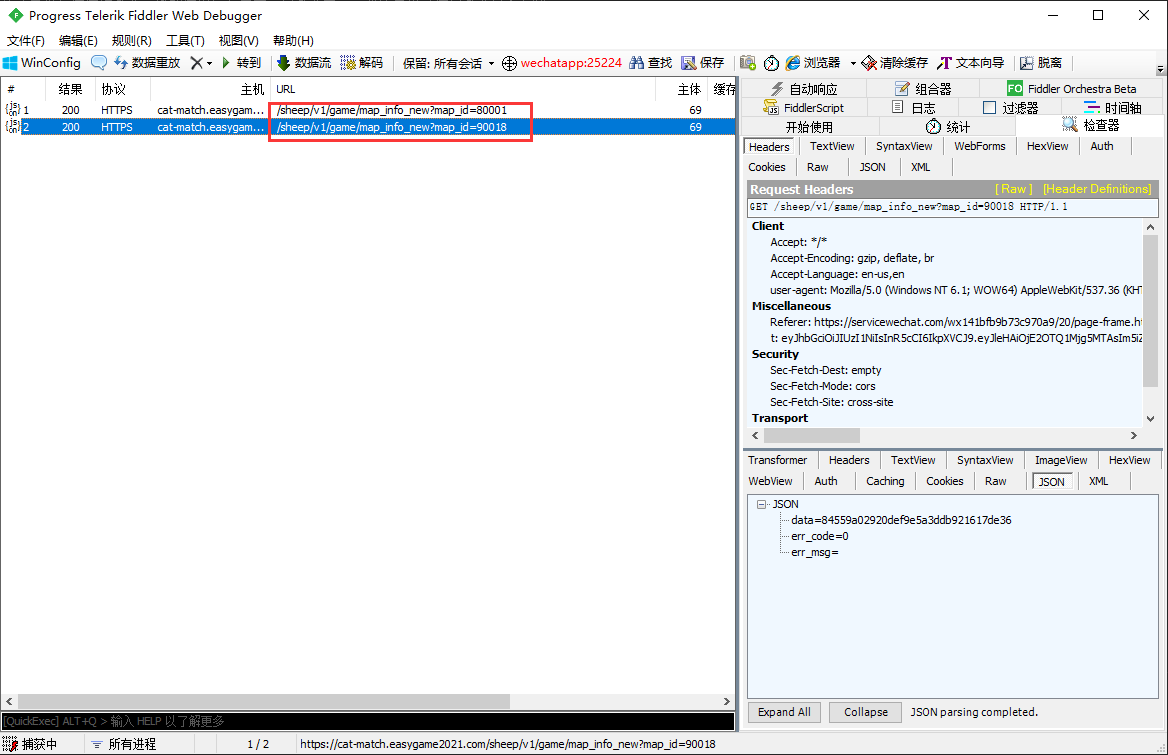 Progress Telerik Fiddler Web Debugger
文件(F) 编辑(E) 规则(R) 工具(T) 视图(V) 帮助(H)
WinConfig 数据重放 转到 数据流 解码 保留: 所有会话 wechatapp:25224 查找 保存 浏览器 清除缓存 文本向导 脱离
# 结果 协议 主机 URL 主体 缓存
1 200 HTTPS cat-match.easygam... /sheep/v1/game/map_info_new?map_id=80001 69
2 200 HTTPS cat-match.easygam... /sheep/v1/game/map_info_new?map_id=90018 69
[QuickExec] ALT+Q > 输入 HELP 以了解更多
捕获中 所有进程 1 / 2 https://cat-match.easygame2021.com/sheep/v1/game/map_info_new?map_id=90018
自动响应 组合器 FO Fiddler Orchestra Beta
FiddlerScript 日志 过滤器 时间轴
开始使用 统计 检查器
Headers TextView SyntaxView WebForms HexView Auth
Cookies Raw JSON XML
Request Headers [ Raw ] [Header Definitions]
GET /sheep/v1/game/map_info_new?map_id=90018 HTTP/1.1
Client
Accept: */*
Accept-Encoding: gzip, deflate, br
Accept-Language: en-us,en
user-agent: Mozilla/5.0 (Windows NT 6.1; WOW64) AppleWebKit/537.36 (KHT
Miscellaneous
Referer: https://servicewechat.com/wx141bfb9b73c970a9/20/page-frame.h
t: eyJhbGciOiJIUzI1NiIsInR5cCI6IkpXVCJ9.eyJleHAiOjE2OTQ1Mjg5MTAsIm5iZ
Security
Sec-Fetch-Dest: empty
Sec-Fetch-Mode: cors
Sec-Fetch-Site: cross-site
Transport
Transformer Headers TextView SyntaxView ImageView HexView
WebView Auth Caching Cookies Raw JSON XML
JSON
data=84559a02920def9e5a3ddb921617de36
err_code=0
err_msg=
Expand All Collapse JSON parsing completed.